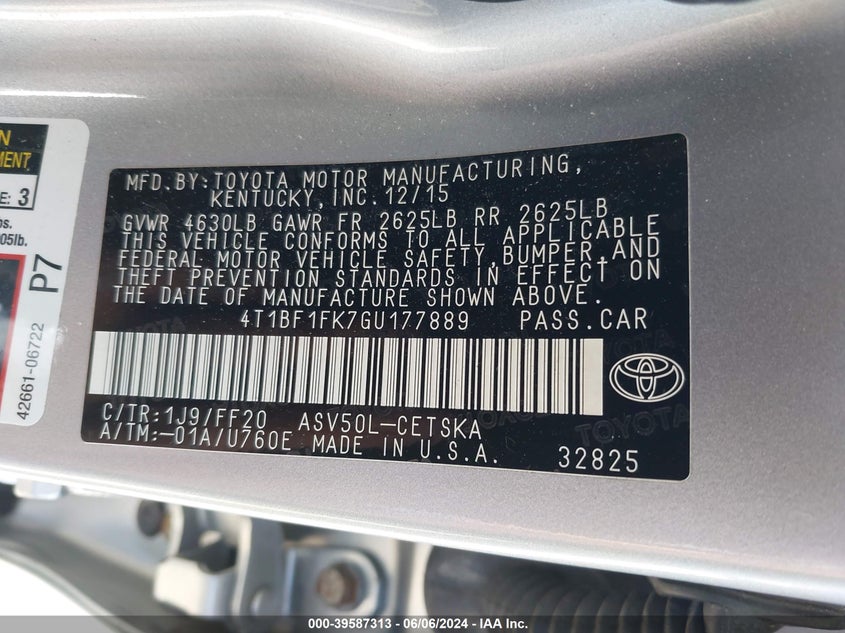 MFD. BY: TOYOTA MOTOR MANUFACTURING,
KENTUCKY, INC. 12/15
GVWR 4630LB GAWR FR 2625LB RR 2625LB
THIS VEHICLE CONFORMS TO ALL APPLICABLE
FEDERAL MOTOR VEHICLE SAFETY, BUMPER, AND
THEFT PREVENTION STANDARDS IN EFFECT ON
THE DATE OF MANUFACTURE SHOWN ABOVE.
4T1BF1FK7GU177889 PASS.CAR
C/TR:1J9/FF20 ASV50L-CETSKA
A/TM:-01A/U760E MADE IN U.S.A. 32825
TOYOTA
MENT
E: 3
05lb.
P7
42661-06722
000-39587313 - 06/06/2024 - IAA, Inc.